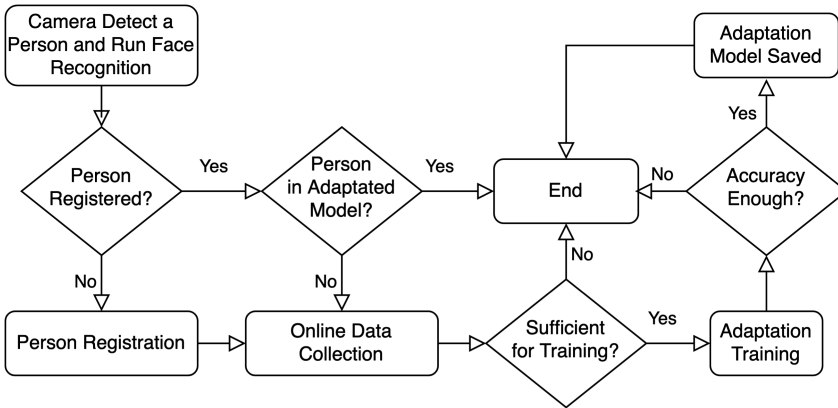 Camera Detect a
Person and Run Face
Recognition
Person
Registered?
Yes
No
Person
in Adaptated
Model?
Yes
No
End
Adaptation
Model Saved
Yes
No
Accuracy
Enough?
Person Registration
Online Data
Collection
No
Sufficient
for Training?
Yes
Adaptation
Training